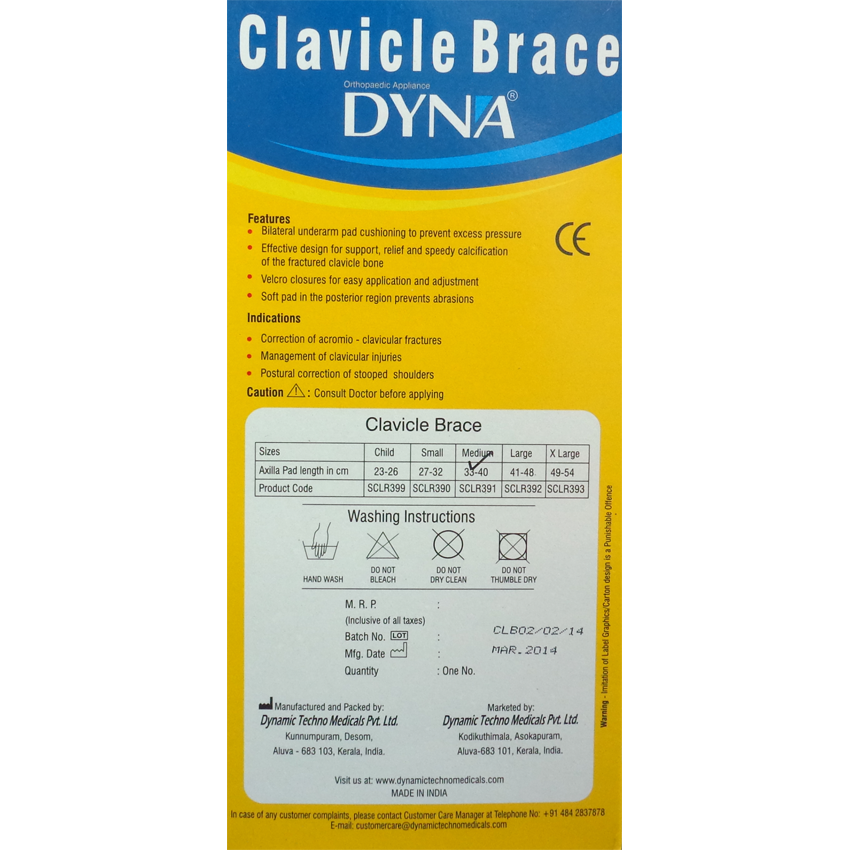 Clavicle Brace
Orthopaedic Appliance
DYNA®
Features
• Bilateral underarm pad cushioning to prevent excess pressure
• Effective design for support, relief and speedy calcification
of the fractured clavicle bone
• Velcro closures for easy application and adjustment
• Soft pad in the posterior region prevents abrasions
CE
Indications
• Correction of acromio - clavicular fractures
• Management of clavicular injuries
• Postural correction of stooped shoulders
Caution ⚠ : Consult Doctor before applying
Clavicle Brace
Sizes Child Small Medium Large X Large
Axilla Pad length in cm 23-26 27-32 33-40 41-48 49-54
Product Code SCLR399 SCLR390 SCLR391 SCLR392 SCLR393
Washing Instructions
HAND WASH
DO NOT
BLEACH
DO NOT
DRY CLEAN
DO NOT
THUMBLE DRY
M. R. P. :
(Inclusive of all taxes)
Batch No. LOT : CLB02/02/14
Mfg. Date : MAR.2014
Quantity : One No.
Manufactured and Packed by:
Dynamic Techno Medicals Pvt. Ltd.
Kunnumpuram, Desom,
Aluva - 683 103, Kerala, India.
Marketed by:
Dynamic Techno Medicals Pvt. Ltd.
Kodikuthimala, Asokapuram,
Aluva-683 101, Kerala, India.
Visit us at: www.dynamictechnomedicals.com
MADE IN INDIA
Warning - Imitation of Label Graphics/Carton design is a Punishable Offence
In case of any customer complaints, please contact Customer Care Manager at Telephone No: +91 484 2837878
E-mail: customercare@dynamictechnomedicals.com